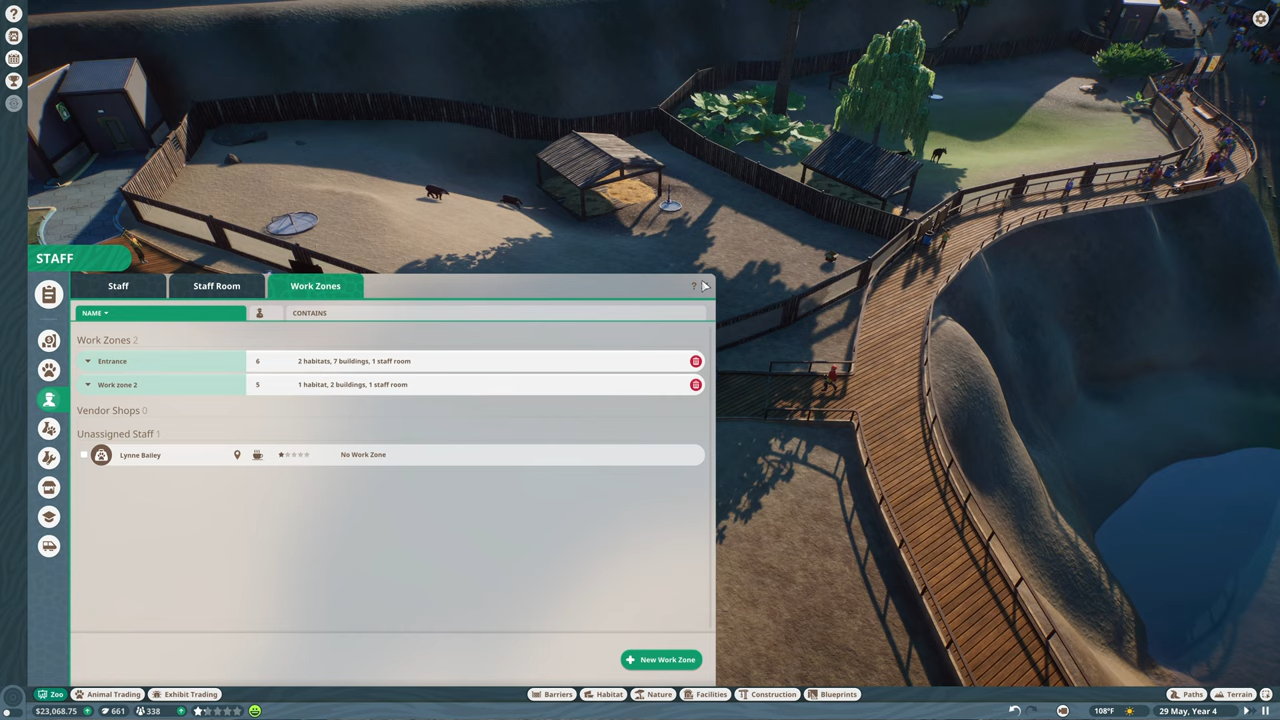 STAFF
Staff
Staff Room
Work Zones
?
NAME
CONTAINS
Work Zones 2
Entrance 6 2 habitats, 7 buildings, 1 staff room
Work zone 2 5 1 habitat, 2 buildings, 1 staff room
Vendor Shops 0
Unassigned Staff 1
Lynne Bailey No Work Zone
New Work Zone
Zoo Animal Trading Exhibit Trading Barriers Habitat Nature Facilities Construction Blueprints Paths Terrain
$23,068.75 661 338 108°F 29 May, Year 4